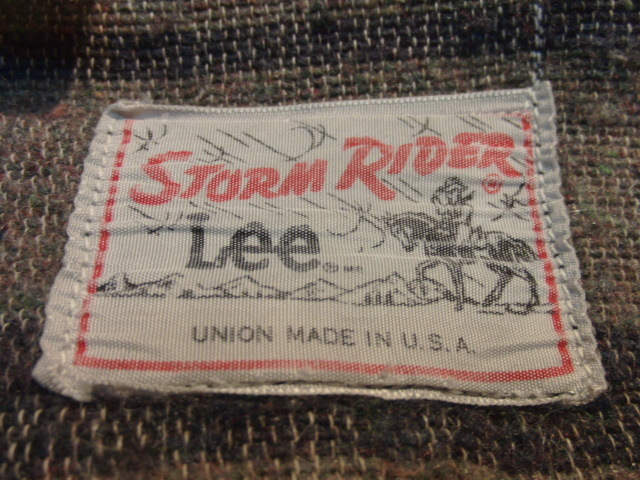 STORM RIDER ®
Lee ®
UNION MADE IN U.S.A.